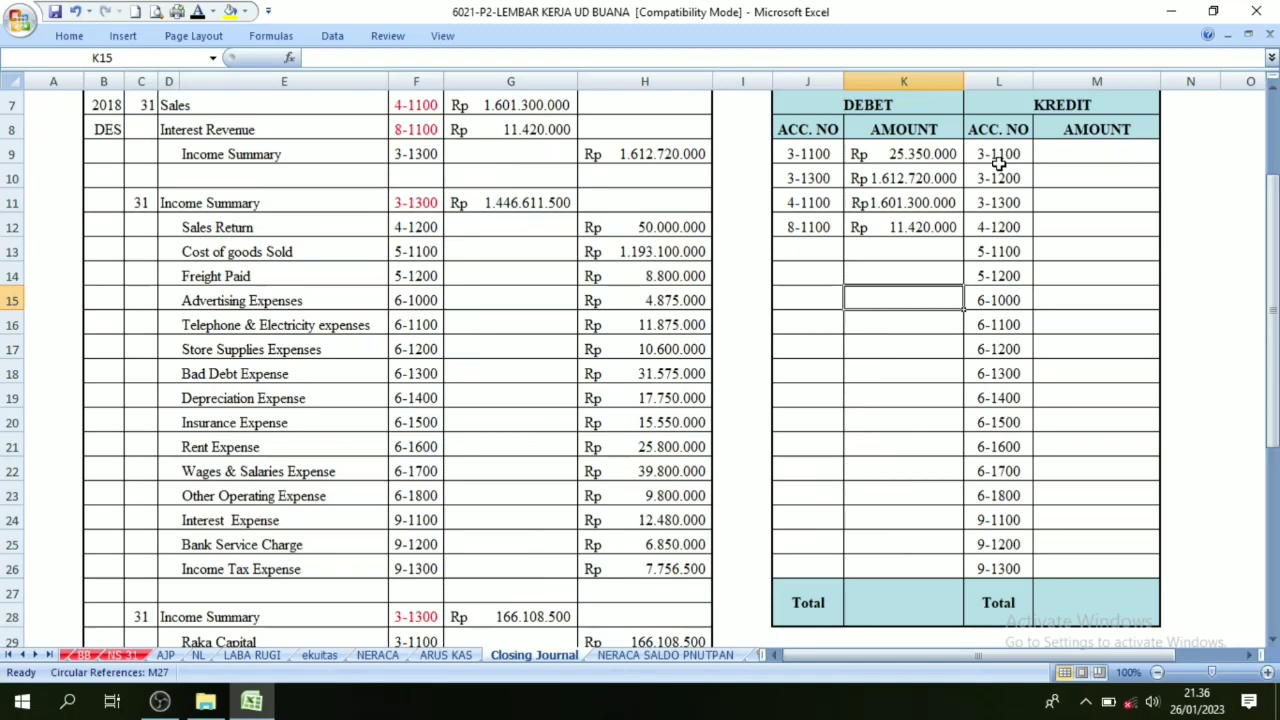 6021-P2-LEMBAR KERJA UD BUANA [Compatibility Mode] - Microsoft Excel
Home Insert Page Layout Formulas Data Review View
K15 fx
A B C D E F G H I J K L M N O
7 2018 31 Sales 4-1100 Rp 1.601.300.000 DEBET KREDIT
8 DES Interest Revenue 8-1100 Rp 11.420.000 ACC. NO AMOUNT ACC. NO AMOUNT
9 Income Summary 3-1300 Rp 1.612.720.000 3-1100 Rp 25.350.000 3-1100
10 3-1300 Rp 1.612.720.000 3-1200
11 31 Income Summary 3-1300 Rp 1.446.611.500 4-1100 Rp1.601.300.000 3-1300
12 Sales Return 4-1200 Rp 50.000.000 8-1100 Rp 11.420.000 4-1200
13 Cost of goods Sold 5-1100 Rp 1.193.100.000 5-1100
14 Freight Paid 5-1200 Rp 8.800.000 5-1200
15 Advertising Expenses 6-1000 Rp 4.875.000 6-1000
16 Telephone & Electricity expenses 6-1100 Rp 11.875.000 6-1100
17 Store Supplies Expenses 6-1200 Rp 10.600.000 6-1200
18 Bad Debt Expense 6-1300 Rp 31.575.000 6-1300
19 Depreciation Expense 6-1400 Rp 17.750.000 6-1400
20 Insurance Expense 6-1500 Rp 15.550.000 6-1500
21 Rent Expense 6-1600 Rp 25.800.000 6-1600
22 Wages & Salaries Expense 6-1700 Rp 39.800.000 6-1700
23 Other Operating Expense 6-1800 Rp 9.800.000 6-1800
24 Interest Expense 9-1100 Rp 12.480.000 9-1100
25 Bank Service Charge 9-1200 Rp 6.850.000 9-1200
26 Income Tax Expense 9-1300 Rp 7.756.500 9-1300
27 Total Total
28 31 Income Summary 3-1300 Rp 166.108.500
29 Raka Capital 3-1100 Rp 166.108.500
Activate Windows
Go to Settings to activate Windows.
BB NS 31 AJP NL LABA RUGI ekuitas NERACA ARUS KAS Closing Journal NERACA SALDO PNUTPAN
Ready Circular References: M27 100%
21.36
26/01/2023